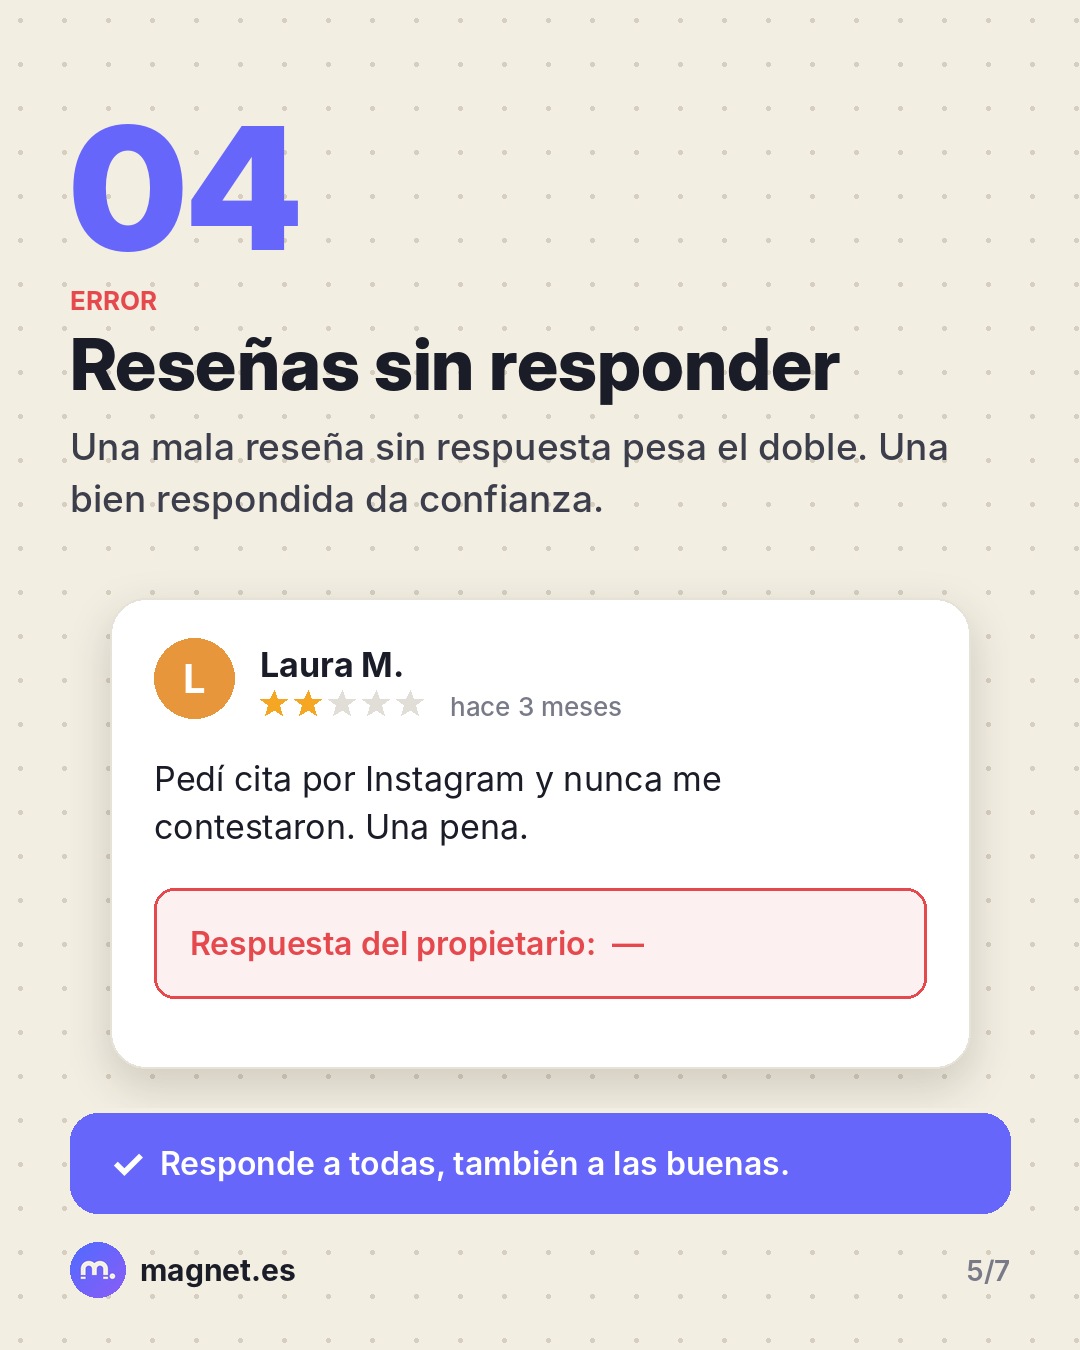 04
ERROR
Reseñas sin responder
Una mala reseña sin respuesta pesa el doble. Una
bien respondida da confianza.
L
Laura M.
hace 3 meses
Pedí cita por Instagram y nunca me
contestaron. Una pena.
Respuesta del propietario: —
Responde a todas, también a las buenas.
m. magnet.es
5/7